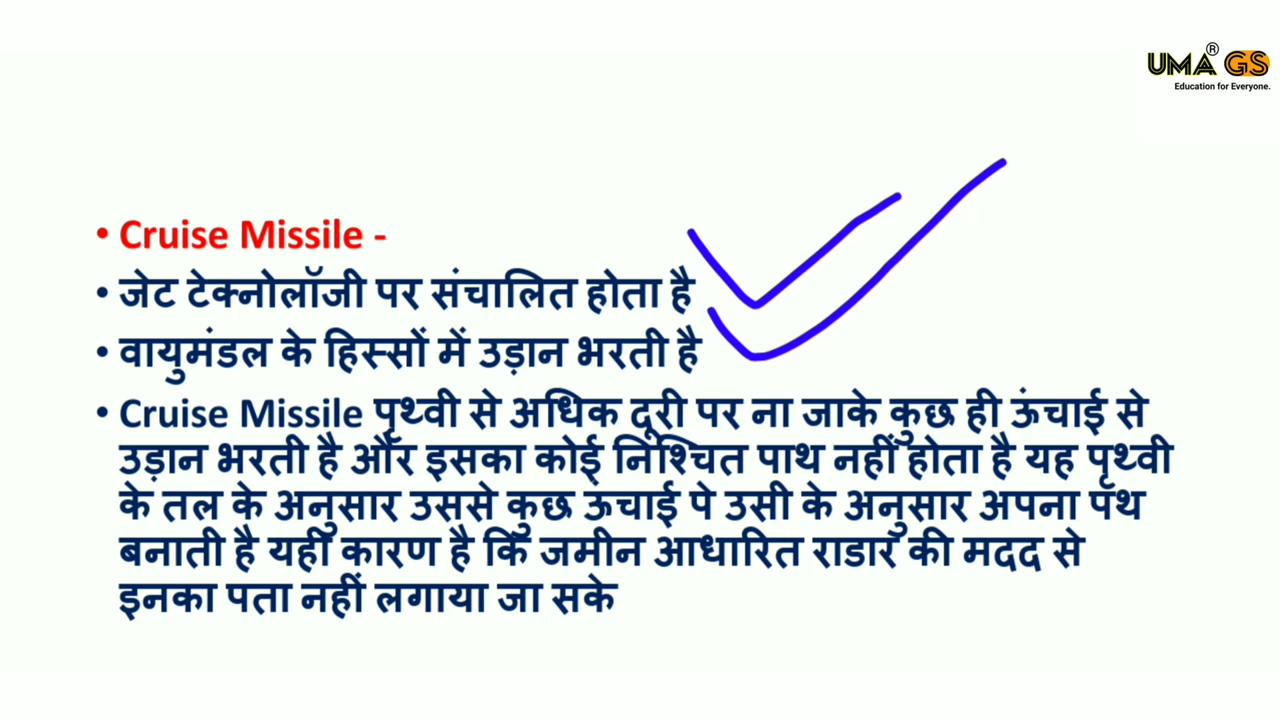 UMA GS ®
Education for Everyone.
• Cruise Missile -
• जेट टेक्नोलॉजी पर संचालित होता है
• वायुमंडल के हिस्सों में उड़ान भरती है
• Cruise Missile पृथ्वी से अधिक दूरी पर ना जाके कुछ ही ऊंचाई से
उड़ान भरती है और इसका कोई निश्चित पाथ नहीं होता है यह पृथ्वी
के तल के अनुसार उससे कुछ ऊचाई पे उसी के अनुसार अपना पथ
बनाती है यही कारण है कि जमीन आधारित राडार की मदद से
इनका पता नहीं लगाया जा सके